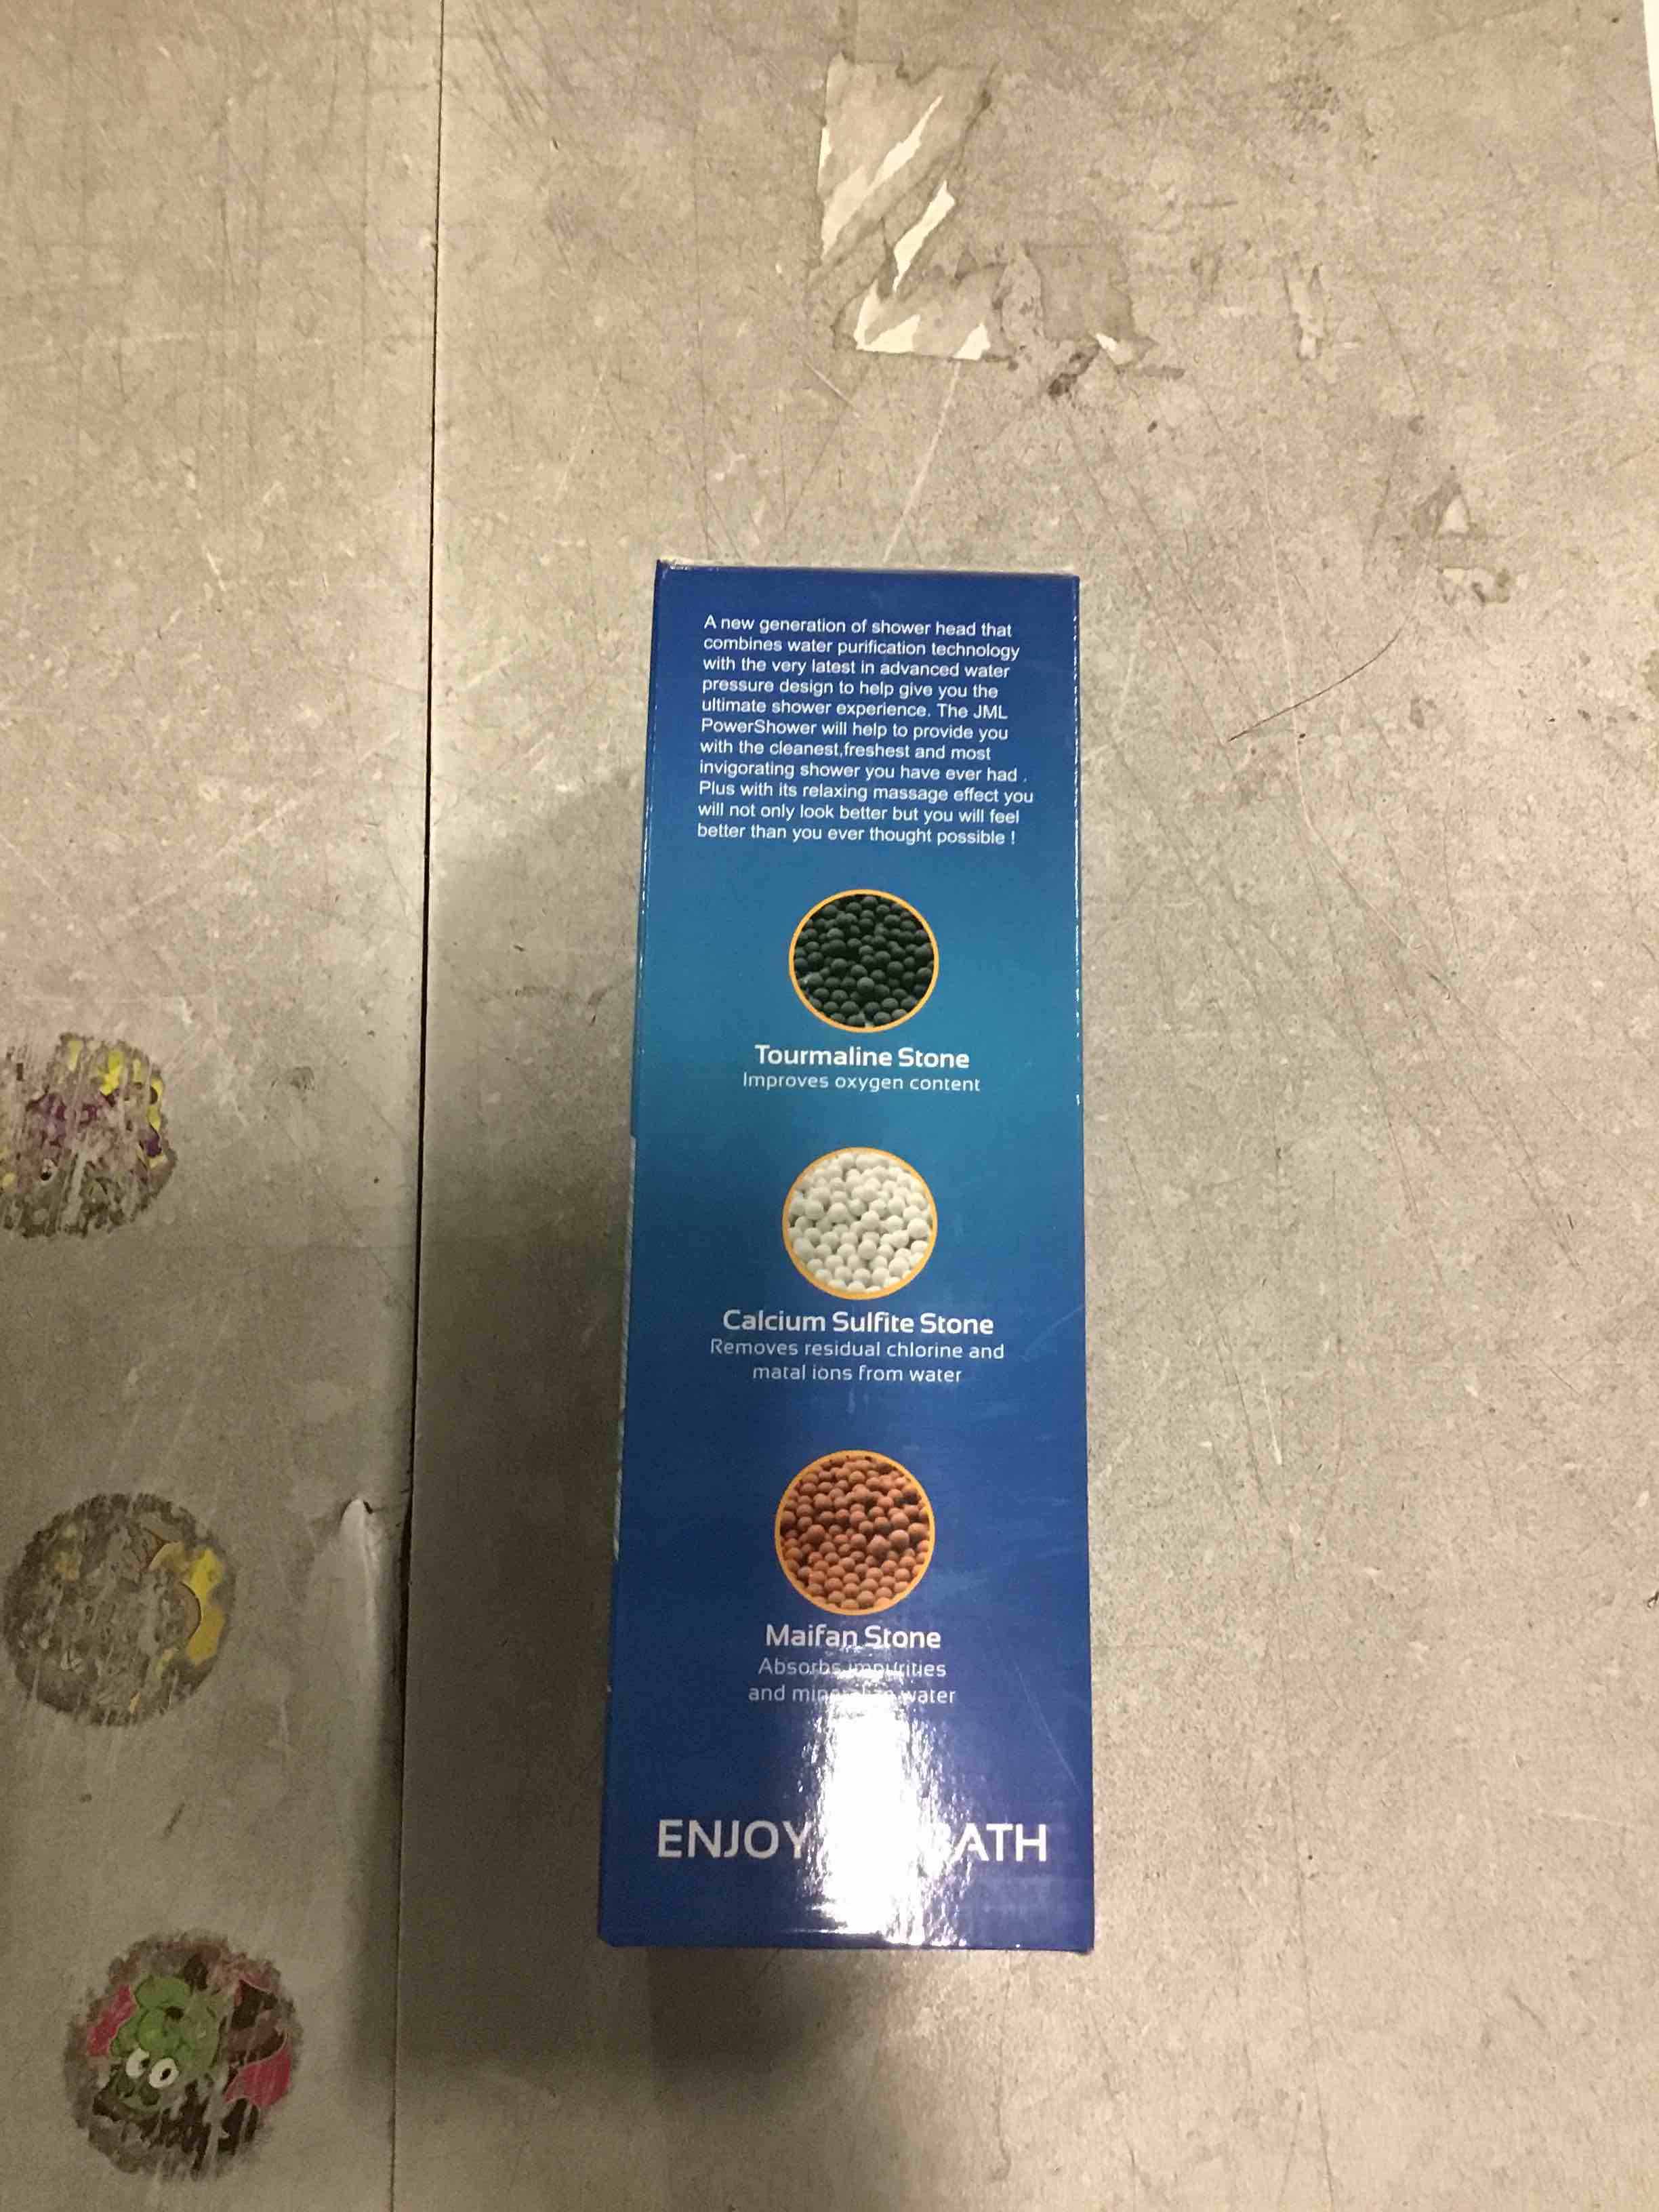 A new generation of shower head that
combines water purification technology
with the very latest in advanced water
pressure design to help give you the
ultimate shower experience. The JML
PowerShower will help to provide you
with the cleanest,freshest and most
invigorating shower you have ever had .
Plus with its relaxing massage effect you
will not only look better but you will feel
better than you ever thought possible !
Tourmaline Stone
Improves oxygen content
Calcium Sulfite Stone
Removes residual chlorine and
matal ions from water
Maifan Stone
Absorbs impurities
and water
ENJOY BATH